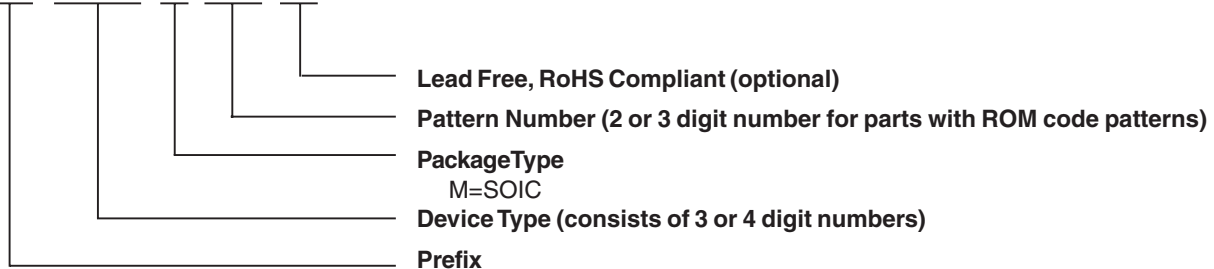 Lead Free, RoHS Compliant (optional)
Pattern Number (2 or 3 digit number for parts with ROM code patterns)
PackageType
M=SOIC
Device Type (consists of 3 or 4 digit numbers)
Prefix